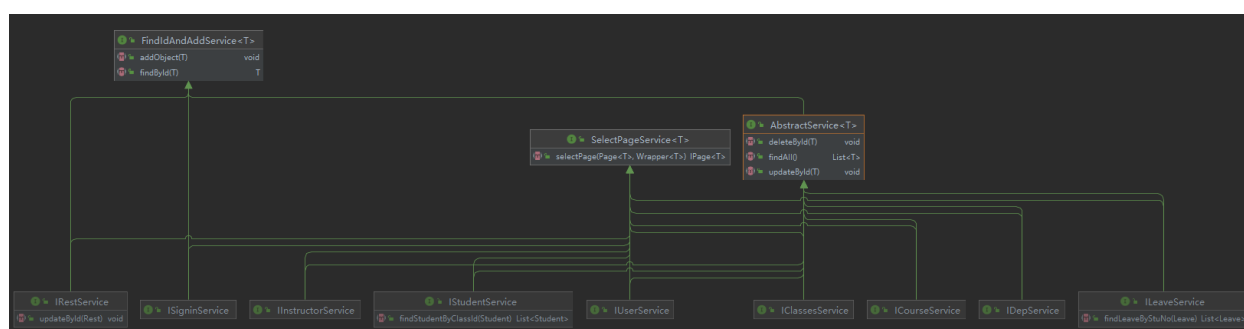 FindIdAndAddService<T>
addObject(T) void
findById(T) T
SelectPageService<T>
selectPage(Page<T>, Wrapper<T>) IPage<T>
AbstractService<T>
deleteById(T) void
findAll() List<T>
updateById(T) void
IRestService
updateById(Rest) void
ISigninService
IInstructorService
IStudentService
findStudentByClassId(Student) List<Student>
IUserService
IClassesService
ICourseService
IDepService
ILeaveService
findLeaveByStuNo(Leave) List<Leave>